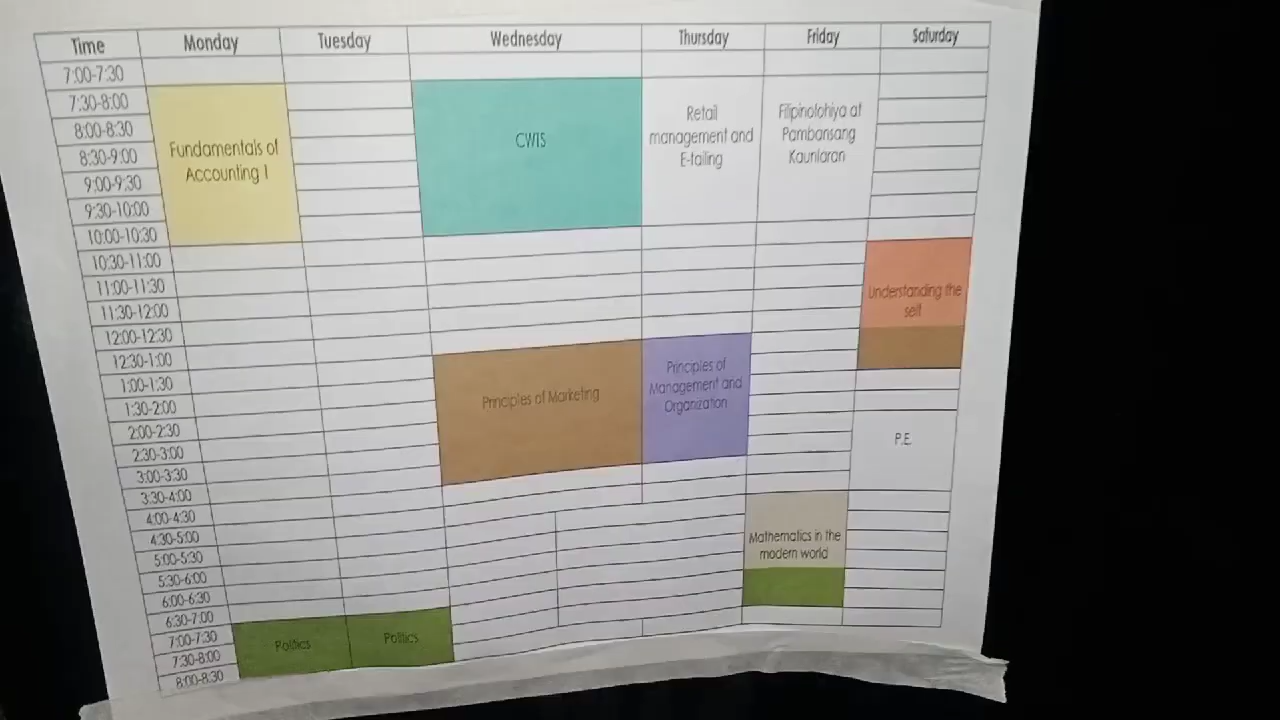 Time Monday Tuesday Wednesday Thursday Friday Saturday
7:00-7:30
7:30-8:00
8:00-8:30
8:30-9:00
9:00-9:30
9:30-10:00
10:00-10:30
10:30-11:00
11:00-11:30
11:30-12:00
12:00-12:30
12:30-1:00
1:00-1:30
1:30-2:00
2:00-2:30
2:30-3:00
3:00-3:30
3:30-4:00
4:00-4:30
4:30-5:00
5:00-5:30
5:30-6:00
6:00-6:30
6:30-7:00
7:00-7:30
7:30-8:00
8:00-8:30
Fundamentals of
Accounting 1
Politics
Politics
CWTS
Principles of Marketing
Retail
management and
E-tailing
Principles of
Management and
Organization
Filipinolohiya at
Pambansang
Kaunlaran
Mathematics in the
modern world
Understanding the
self
P.E.